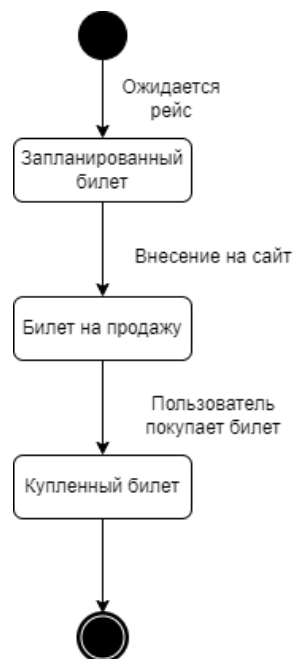 Ожидается
рейс
Запланированный
билет
Внесение на сайт
Билет на продажу
Пользователь
покупает билет
Купленный билет